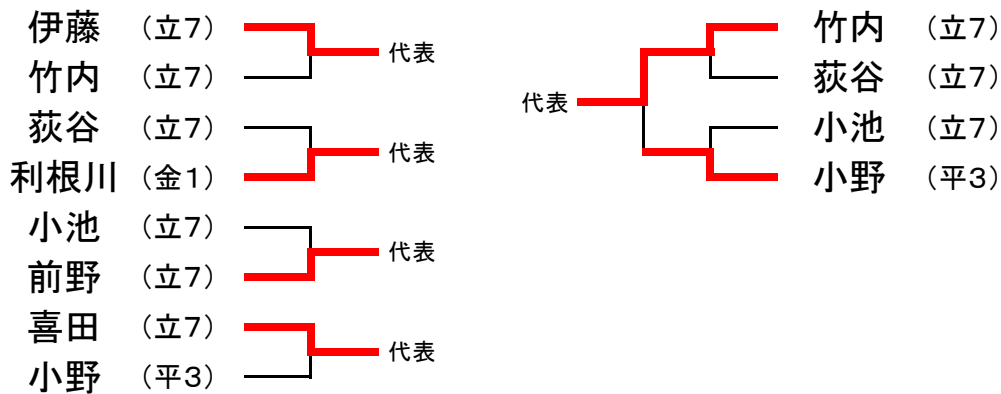 伊藤 （立7）
代表
竹内 （立7）
荻谷 （立7）
代表
利根川 （金1）
小池 （立7）
代表
前野 （立7）
喜田 （立7）
代表
小野 （平3）
竹内 （立7）
荻谷 （立7）
代表
小池 （立7）
小野 （平3）